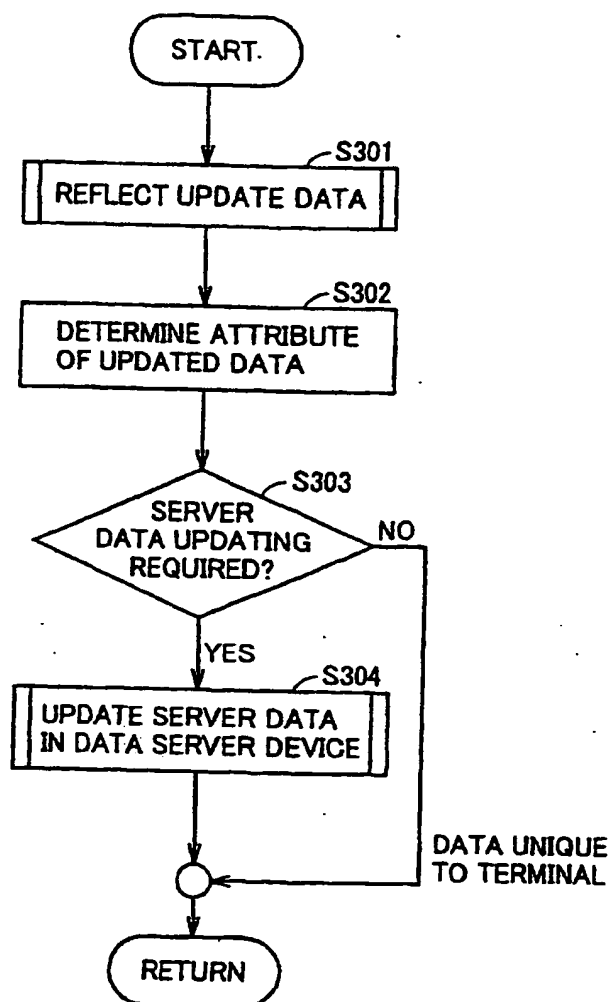 START
S301
REFLECT UPDATE DATA
S302
DETERMINE ATTRIBUTE
OF UPDATED DATA
S303
SERVER
DATA UPDATING
REQUIRED?
NO
YES
S304
UPDATE SERVER DATA
IN DATA SERVER DEVICE
DATA UNIQUE
TO TERMINAL
RETURN